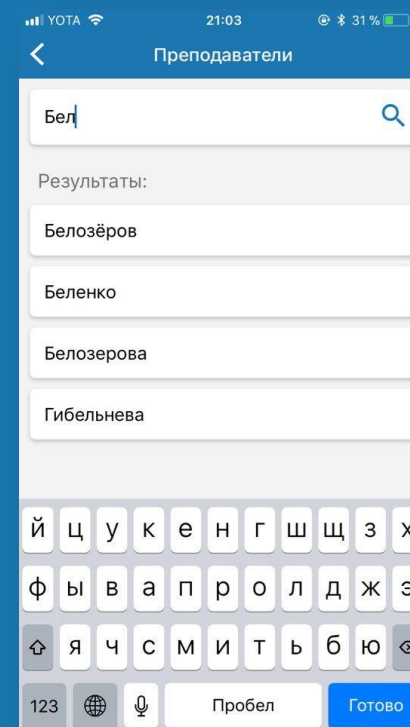 YOTA 21:03 31 %
Преподаватели
Бел
Результаты:
Белозёров
Беленко
Белозерова
Гибельнева
й ц у к е н г ш щ з х
ф ы в а п р о л д ж э
я ч с м и т ь б ю
123 Пробел Готово